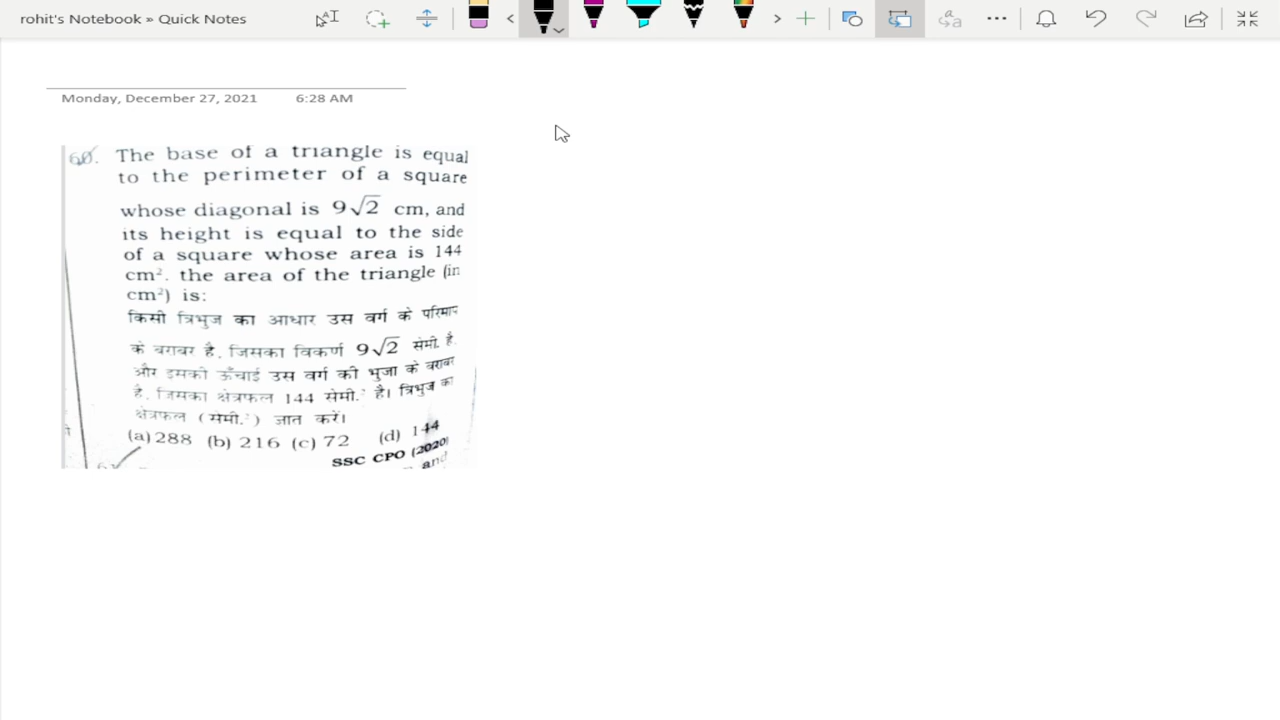 rohit's Notebook » Quick Notes
Monday, December 27, 2021 6:28 AM
60. The base of a triangle is equal
to the perimeter of a square
whose diagonal is 9√2 cm, and
its height is equal to the side
of a square whose area is 144
cm². the area of the triangle (in
cm²) is:
किसी त्रिभुज का आधार उस वर्ग के परिमाप
के बराबर है, जिसका विकर्ण 9√2 सेमी. है.
और इसकी ऊँचाई उस वर्ग की भुजा के बराबर
है, जिसका क्षेत्रफल 144 सेमी.² है। त्रिभुज का
क्षेत्रफल (सेमी.²) ज्ञात करें।
(a) 288 (b) 216 (c) 72 (d) 144
SSC CPO (2020)
and